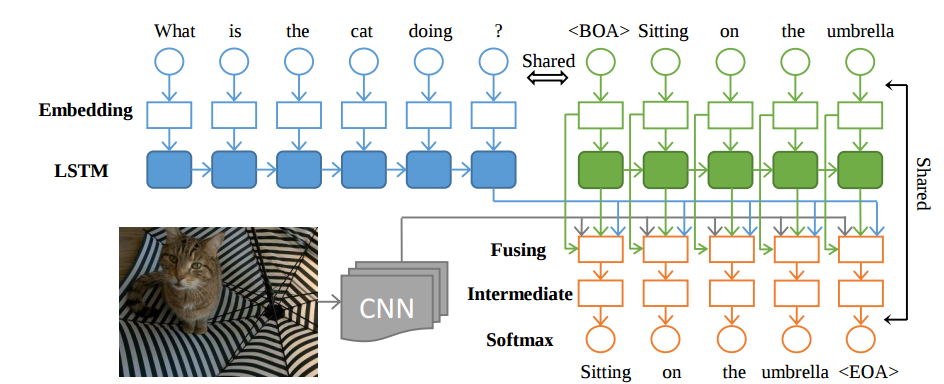 What is the cat doing ? <BOA> Sitting on the umbrella
Shared
Embedding
LSTM
Shared
Fusing
Intermediate
CNN
Softmax
Sitting on the umbrella <EOA>